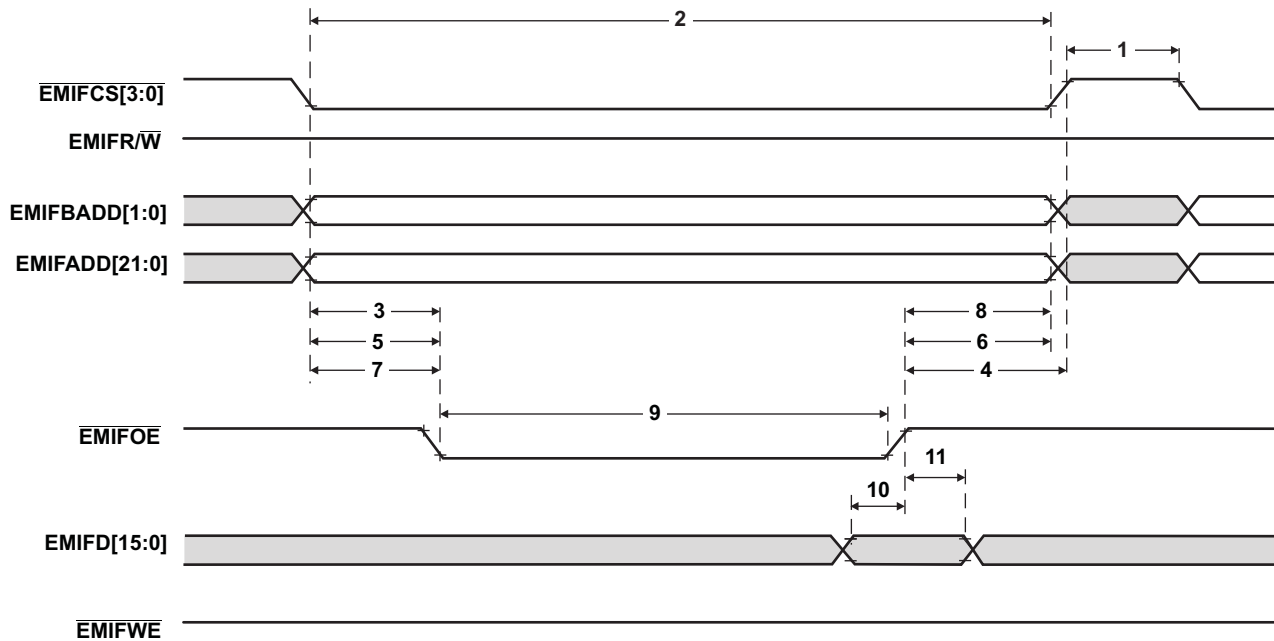 2
1
EMIFCS[3:0]
EMIFR/W
EMIFBADD[1:0]
EMIFADD[21:0]
3
8
5
6
7
4
9
EMIFOE
11
10
EMIFD[15:0]
EMIFWE